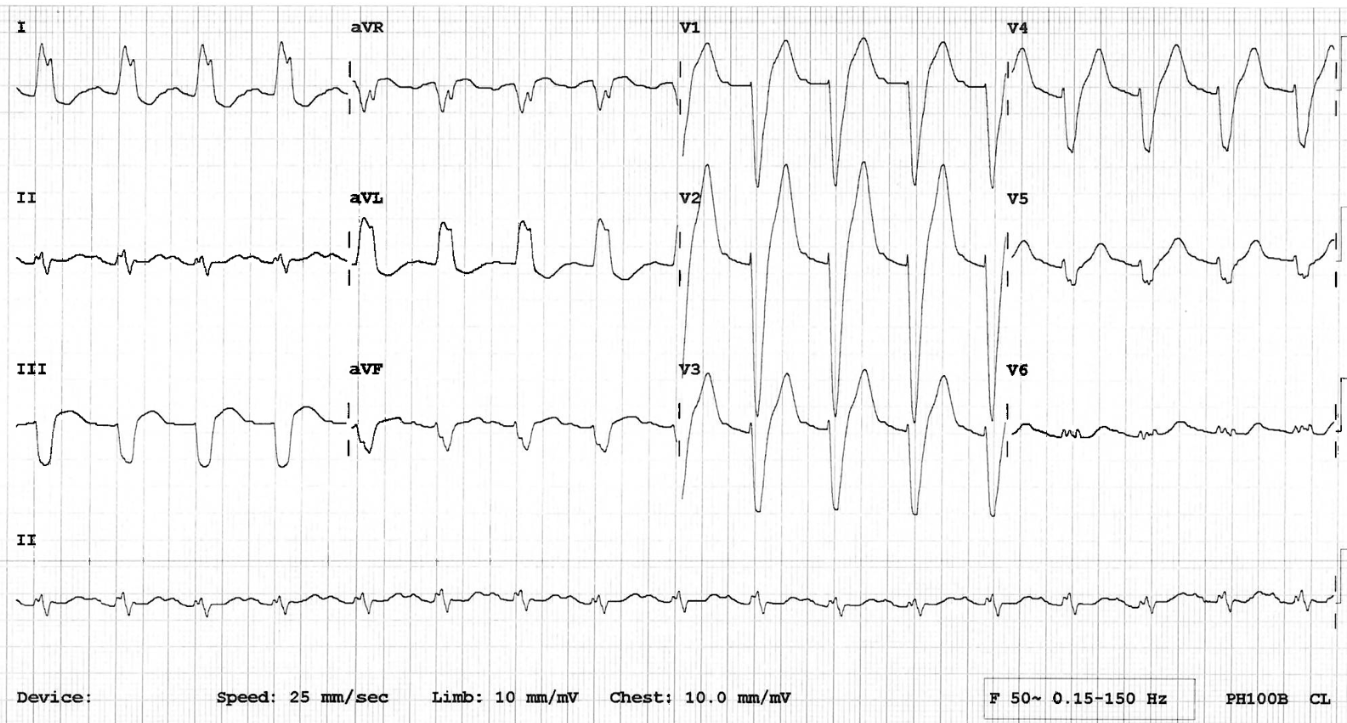 I aVR V1 V4
II aVL V2 V5
III aVF V3 V6
II
Device: Speed: 25 mm/sec Limb: 10 mm/mV Chest: 10.0 mm/mV F 50~ 0.15-150 Hz PH100B CL